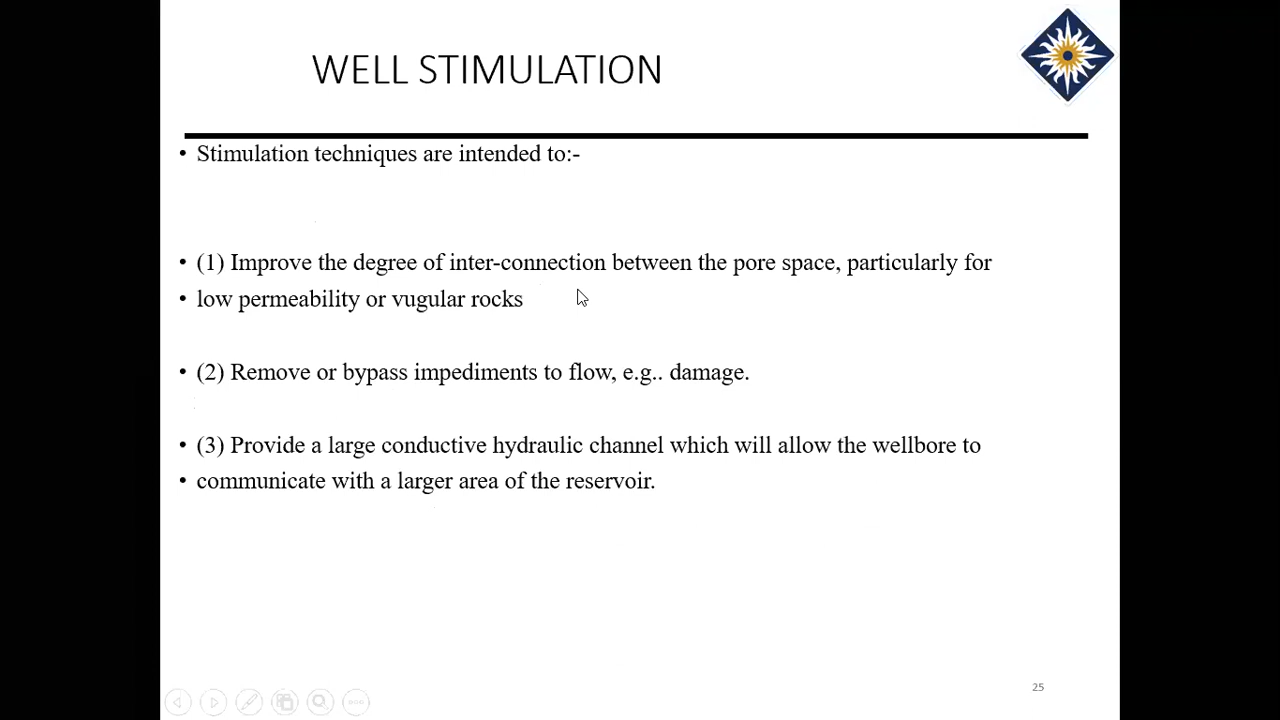 WELL STIMULATION
• Stimulation techniques are intended to:-
• (1) Improve the degree of inter-connection between the pore space, particularly for
• low permeability or vugular rocks
• (2) Remove or bypass impediments to flow, e.g.. damage.
• (3) Provide a large conductive hydraulic channel which will allow the wellbore to
• communicate with a larger area of the reservoir.
25